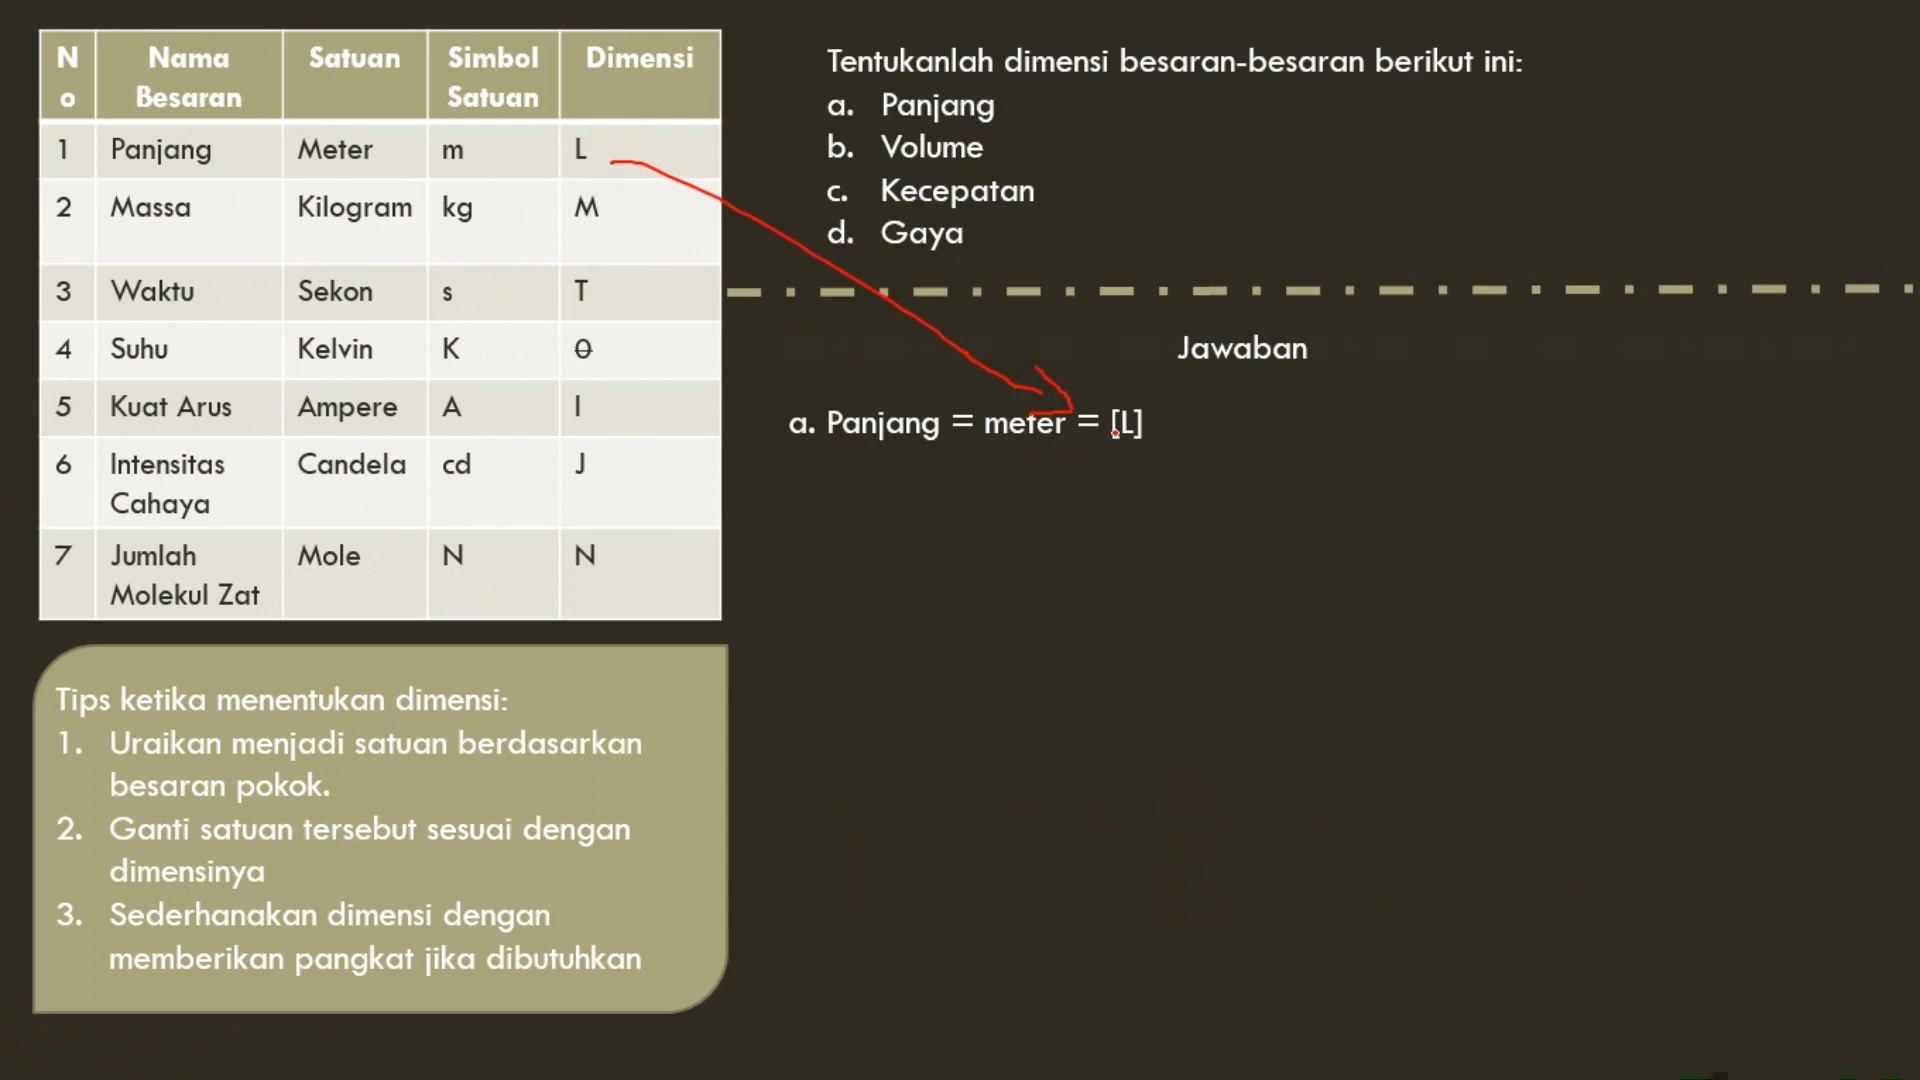 N
o
Nama
Besaran
Satuan
Simbol
Satuan
Dimensi
1 Panjang Meter m L
2 Massa Kilogram kg M
3 Waktu Sekon s T
4 Suhu Kelvin K Ɵ
5 Kuat Arus Ampere A I
6 Intensitas
Cahaya
Candela cd J
7 Jumlah
Molekul Zat
Mole N N
Tips ketika menentukan dimensi:
1. Uraikan menjadi satuan berdasarkan
besaran pokok.
2. Ganti satuan tersebut sesuai dengan
dimensinya
3. Sederhanakan dimensi dengan
memberikan pangkat jika dibutuhkan
Tentukanlah dimensi besaran-besaran berikut ini:
a. Panjang
b. Volume
c. Kecepatan
d. Gaya
Jawaban
a. Panjang = meter = [L]